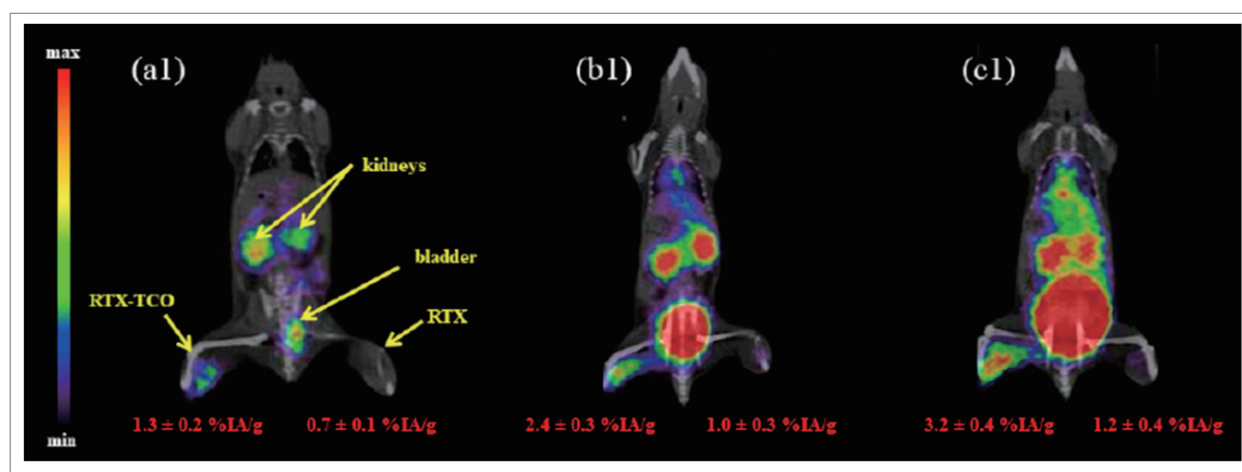 max
(a1)
(b1)
(c1)
kidneys
bladder
RTX-TCO
RTX
min
1.3 ± 0.2 %IA/g
0.7 ± 0.1 %IA/g
2.4 ± 0.3 %IA/g
1.0 ± 0.3 %IA/g
3.2 ± 0.4 %IA/g
1.2 ± 0.4 %IA/g